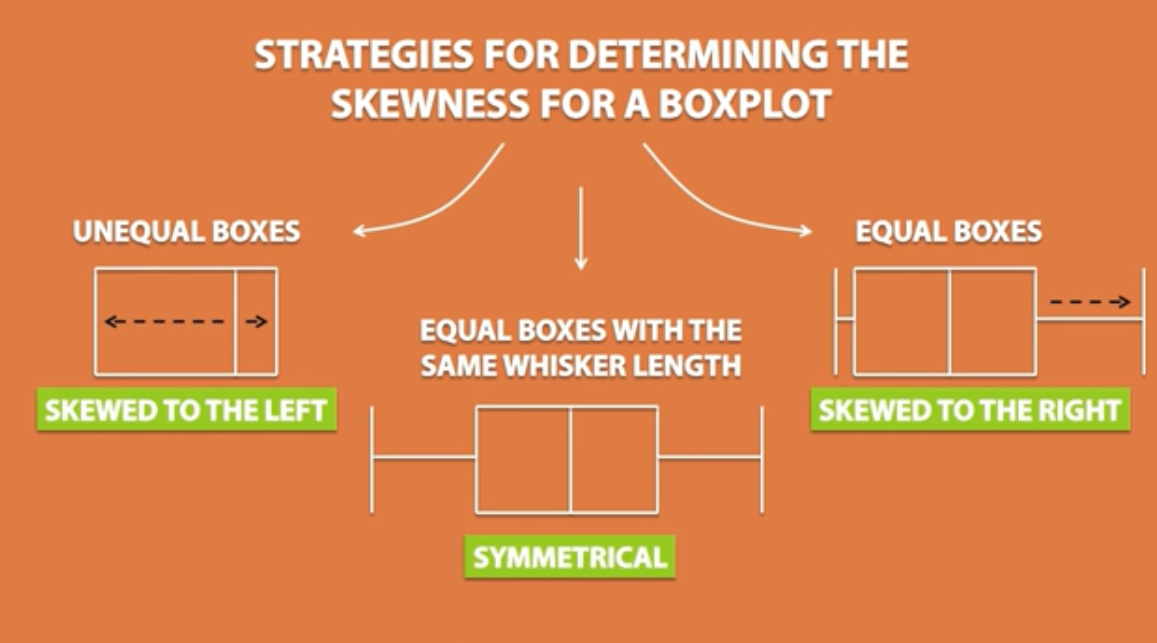 STRATEGIES FOR DETERMINING THE
SKEWNESS FOR A BOXPLOT
UNEQUAL BOXES
SKEWED TO THE LEFT
EQUAL BOXES WITH THE
SAME WHISKER LENGTH
SYMMETRICAL
EQUAL BOXES
SKEWED TO THE RIGHT